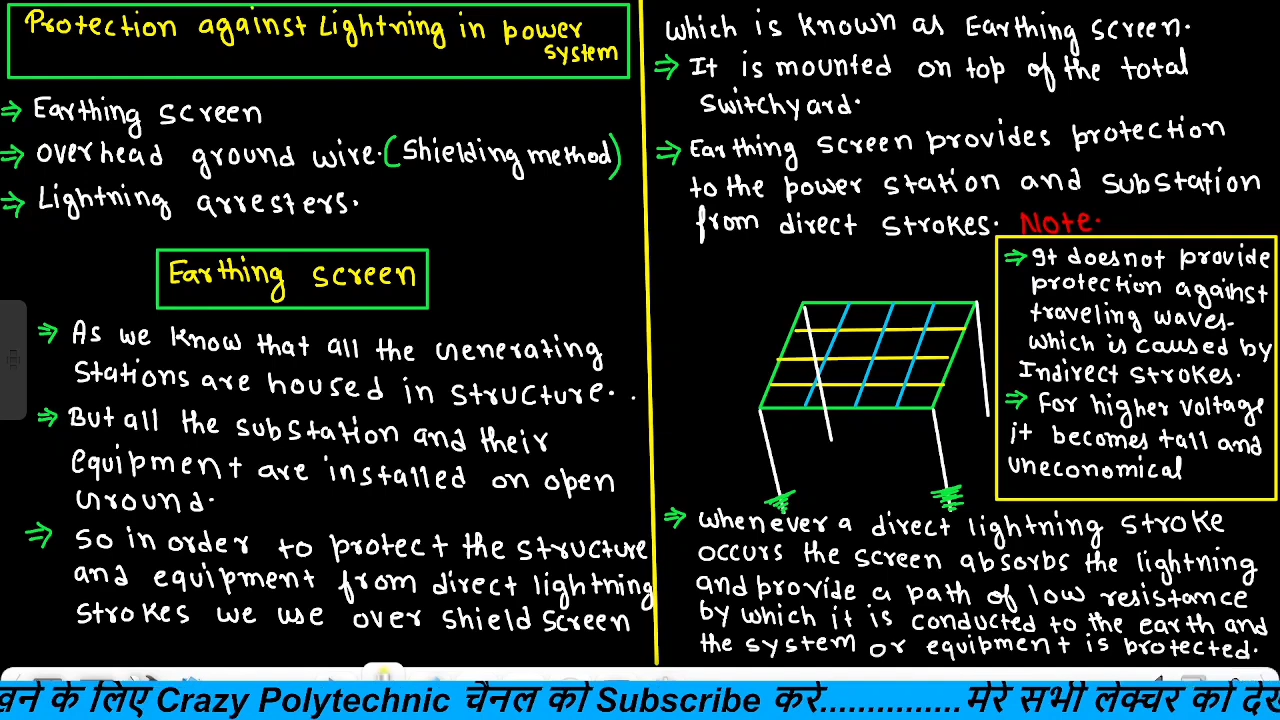 Protection against Lightning in power
system
⇒ Earthing screen
⇒ overhead ground wire. (Shielding method)
⇒ Lightning arresters.
Earthing screen
⇒ As we know that all the Generating
Stations are housed in structure..
⇒ But all the substation and their
equipment are installed on open
Ground.
⇒ So in order to protect the structure
and equipment from direct lightning
strokes we use over shield screen
which is known as Earthing screen.
⇒ It is mounted on top of the total
switchyard.
⇒ Earthing screen provides protection
to the power station and substation
from direct strokes. Note.
⇒ It doesnot provide
protection against
traveling waves
which is caused by
Indirect strokes.
⇒ For higher voltage
it becomes tall and
uneconomical
⇒ whenever a direct lightning stroke
occurs the screen absorbs the lightning
and provide a path of low resistance
by which it is conducted to the earth and
the system or equipment is protected.
खने के लिए Crazy Polytechnic चैनल को Subscribe करे...............मेरे सभी लेक्चर को देख